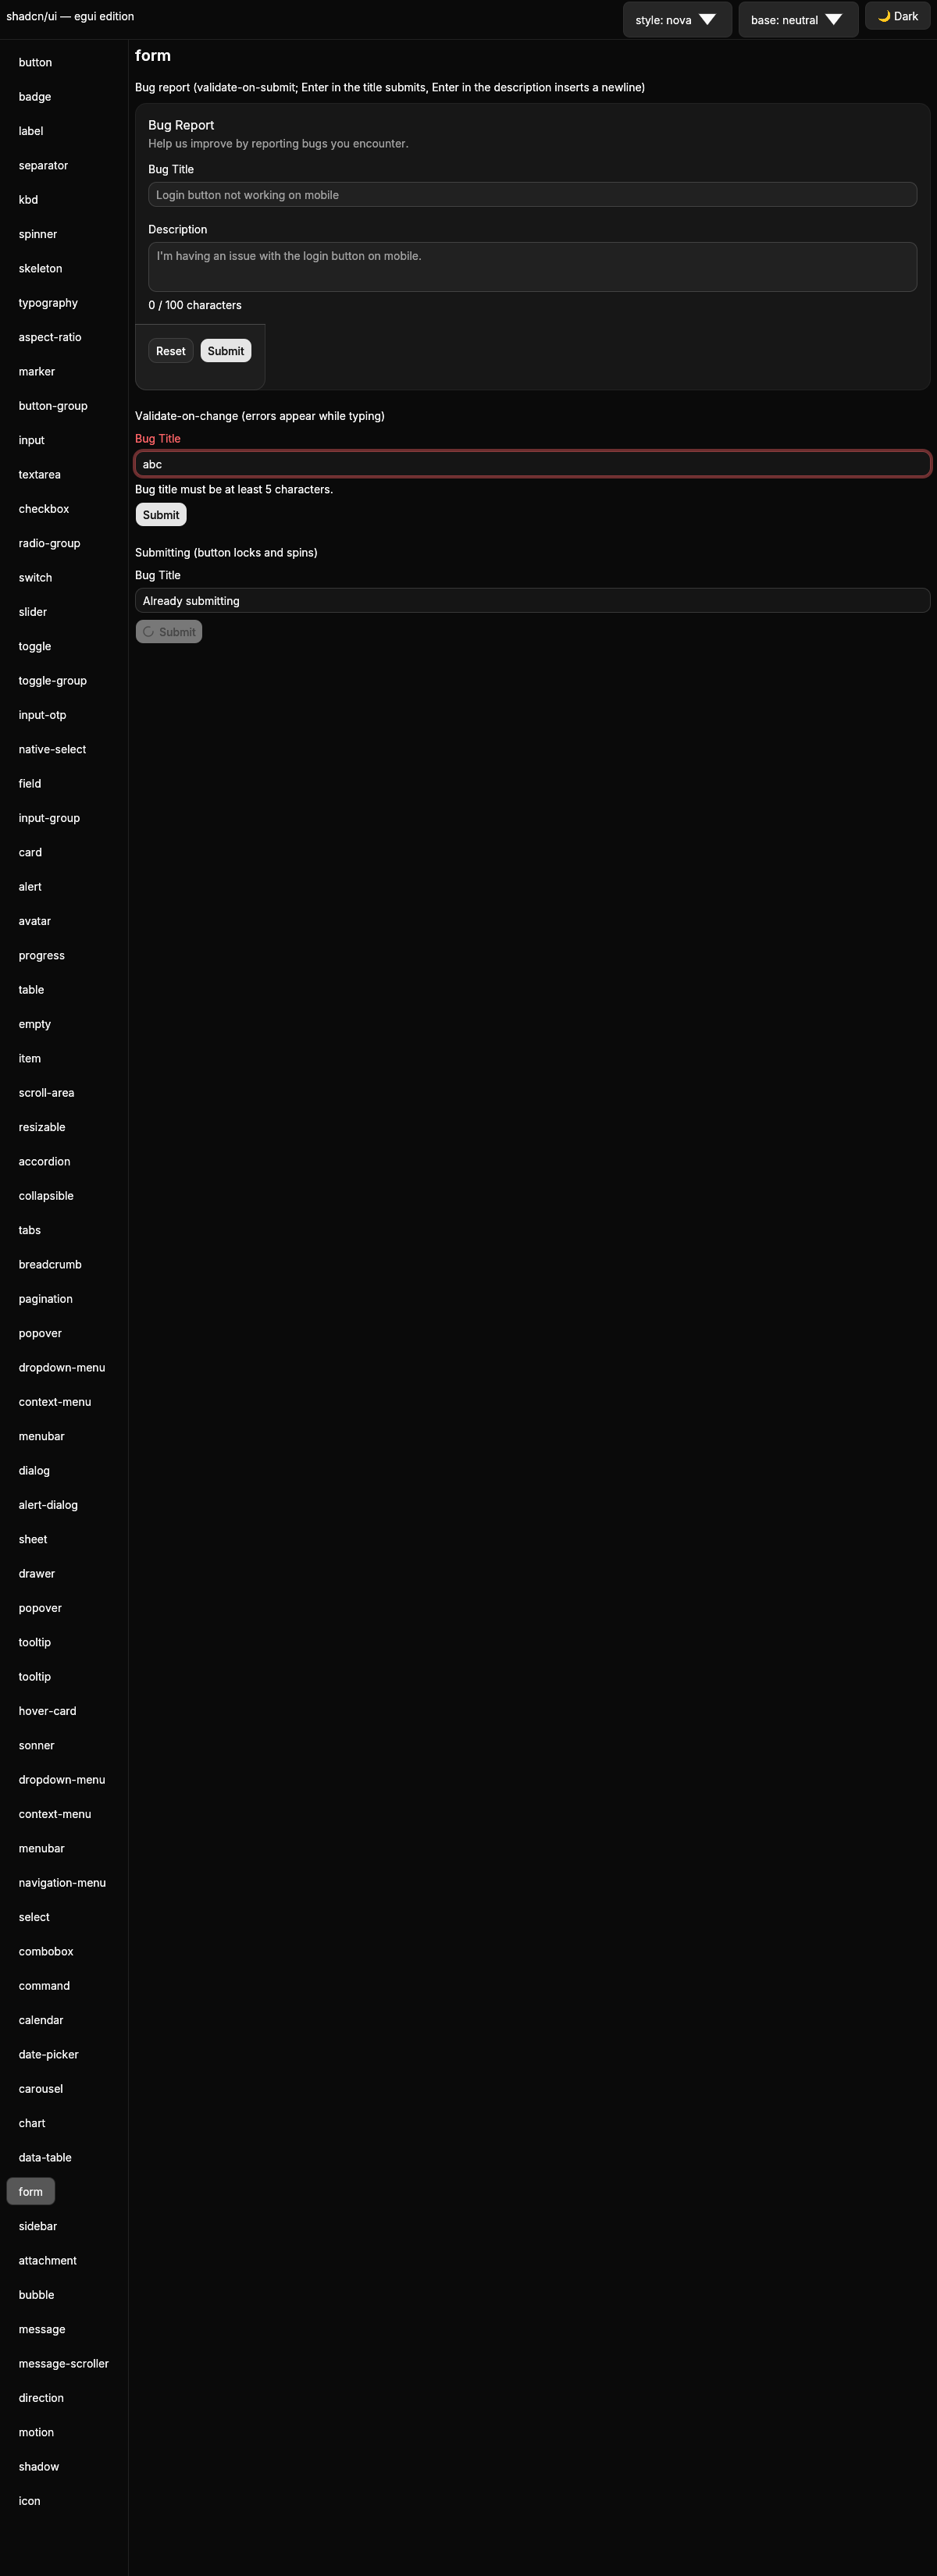 shadcn/ui — egui edition
style: nova
base: neutral
🌙 Dark
button
badge
label
separator
kbd
spinner
skeleton
typography
aspect-ratio
marker
button-group
input
textarea
checkbox
radio-group
switch
slider
toggle
toggle-group
input-otp
native-select
field
input-group
card
alert
avatar
progress
table
empty
item
scroll-area
resizable
accordion
collapsible
tabs
breadcrumb
pagination
popover
dropdown-menu
context-menu
menubar
dialog
alert-dialog
sheet
drawer
popover
tooltip
tooltip
hover-card
sonner
dropdown-menu
context-menu
menubar
navigation-menu
select
combobox
command
calendar
date-picker
carousel
chart
data-table
form
sidebar
attachment
bubble
message
message-scroller
direction
motion
shadow
icon
form
Bug report (validate-on-submit; Enter in the title submits, Enter in the description inserts a newline)
Bug Report
Help us improve by reporting bugs you encounter.
Bug Title
Login button not working on mobile
Description
I'm having an issue with the login button on mobile.
0 / 100 characters
Reset
Submit
Validate-on-change (errors appear while typing)
Bug Title
abc
Bug title must be at least 5 characters.
Submit
Submitting (button locks and spins)
Bug Title
Already submitting
Submit